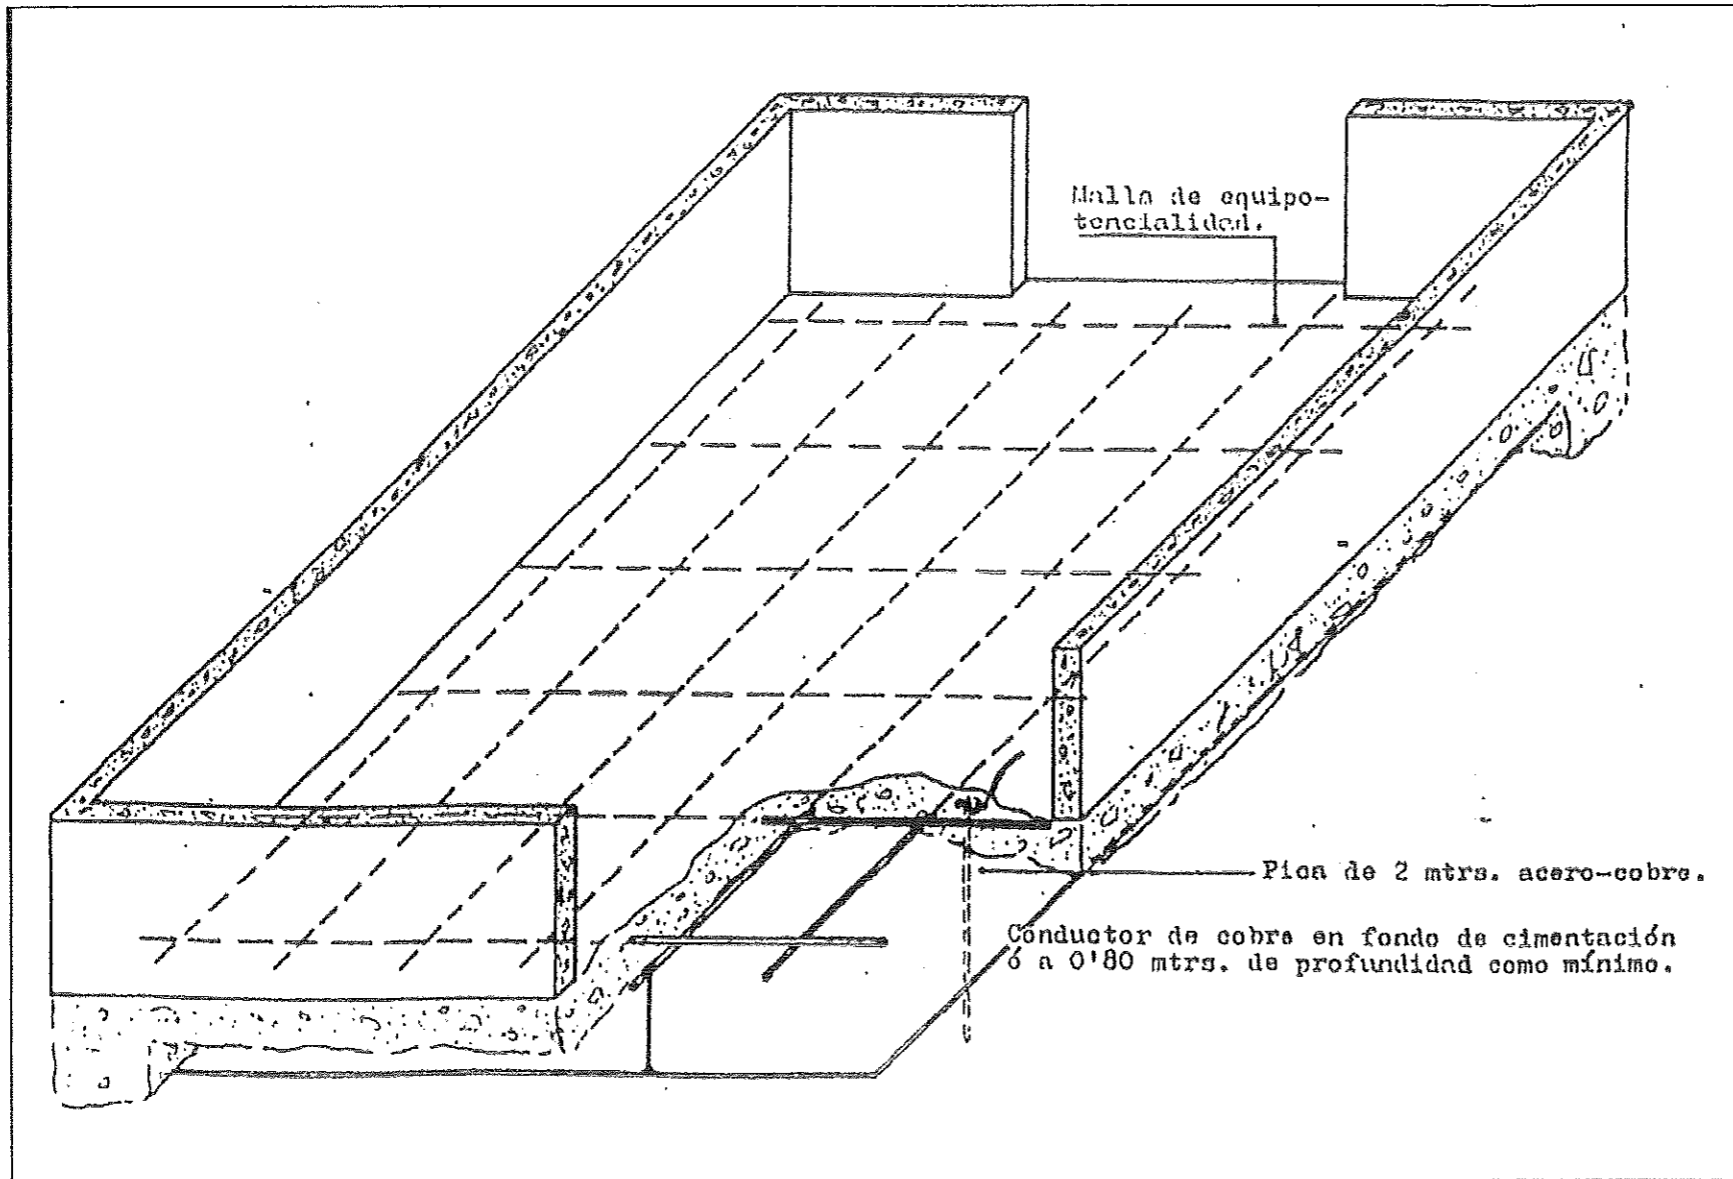 Malla de equipo-
tencialidad.
Pica de 2 mtrs. acero-cobre.
Conductor de cobre en fondo de cimentación
ó a 0'80 mtrs. de profundidad como mínimo.